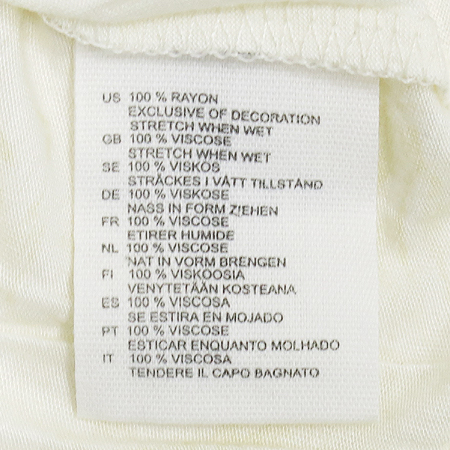 US 100 % RAYON
EXCLUSIVE OF DECORATION
STRETCH WHEN WET
GB 100 % VISCOSE
STRETCH WHEN WET
SE 100 % VISKOS
STRÄCKES I VÅTT TILLSTÅND
DE 100 % VISKOSE
NASS IN FORM ZIEHEN
FR 100 % VISCOSE
ETIRER HUMIDE
NL 100 % VISCOSE
NAT IN VORM BRENGEN
FI 100 % VISKOOSIA
VENYTETÄÄN KOSTEANA
ES 100 % VISCOSA
SE ESTIRA EN MOJADO
PT 100 % VISCOSE
ESTICAR ENQUANTO MOLHADO
IT 100 % VISCOSA
TENDERE IL CAPO BAGNATO